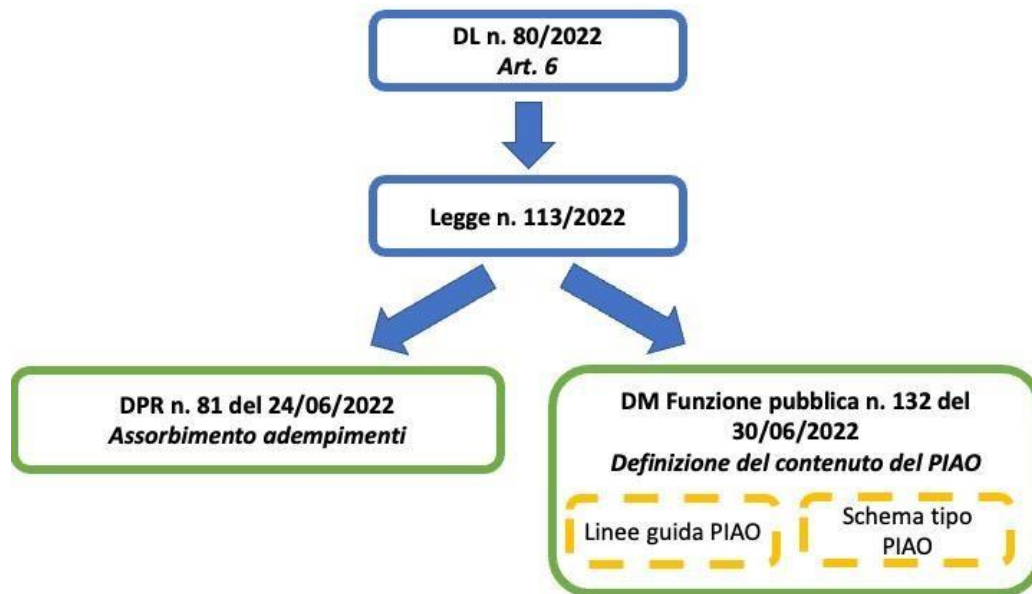 DL n. 80/2022
Art. 6
Legge n. 113/2022
DPR n. 81 del 24/06/2022
Assorbimento adempimenti
DM Funzione pubblica n. 132 del
30/06/2022
Definizione del contenuto del PIAO
Linee guida PIAO
Schema tipo
PIAO